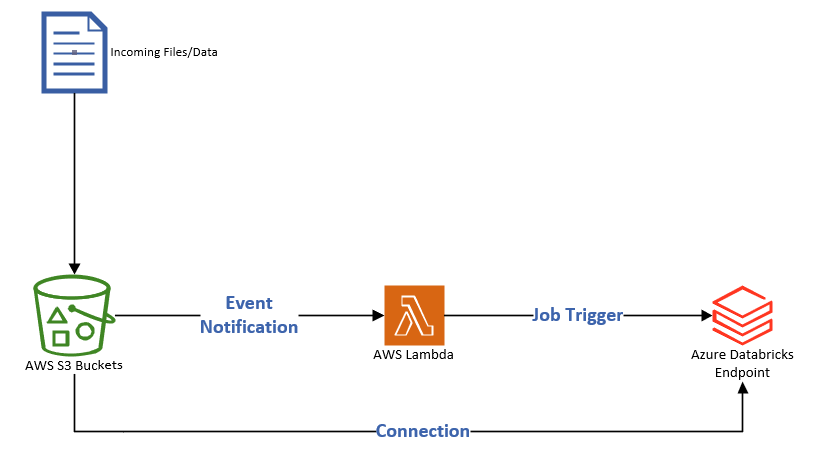 Incoming Files/Data
Event
Notification
Job Trigger
AWS S3 Buckets
AWS Lambda
Azure Databricks
Endpoint
Connection